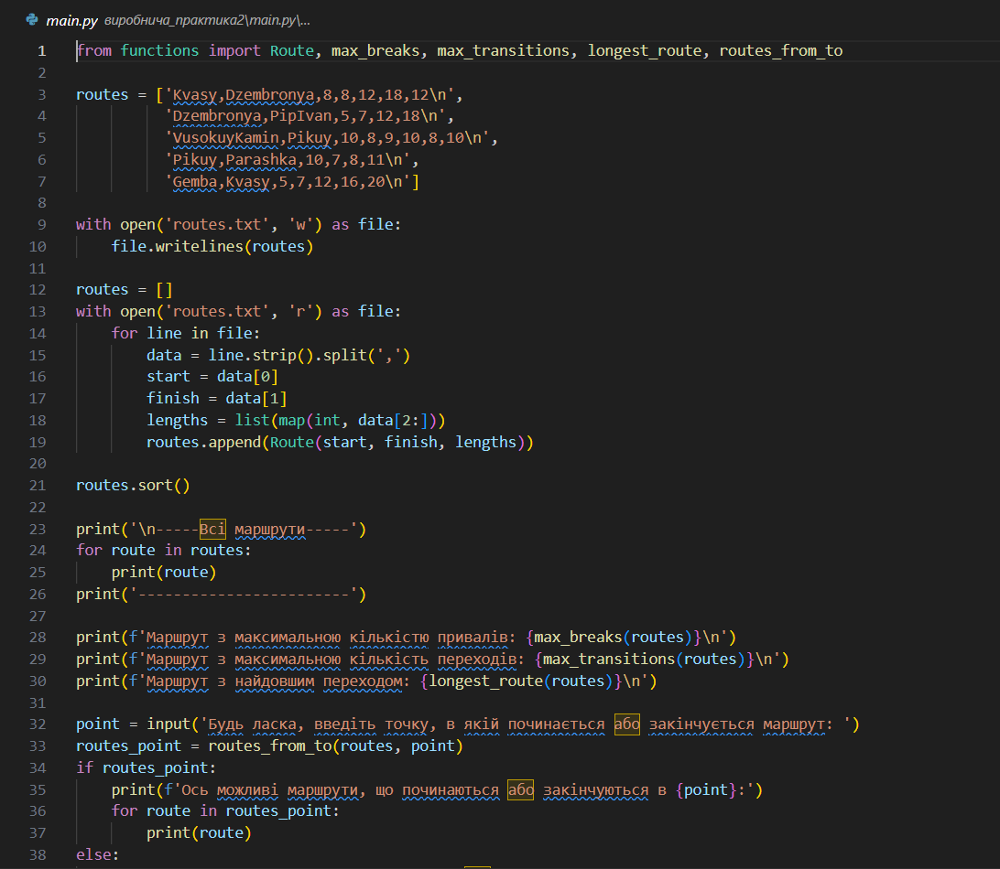 main.py виробнича_практика2\main.py\...
1 from functions import Route, max_breaks, max_transitions, longest_route, routes_from_to
2
3 routes = ['Kvasy,Dzembronya,8,8,12,18,12\n',
4 'Dzembronya,PipIvan,5,7,12,18\n',
5 'VusokuyKamin,Pikuy,10,8,9,10,8,10\n',
6 'Pikuy,Parashka,10,7,8,11\n',
7 'Gemba,Kvasy,5,7,12,16,20\n']
8
9 with open('routes.txt', 'w') as file:
10 file.writelines(routes)
11
12 routes = []
13 with open('routes.txt', 'r') as file:
14 for line in file:
15 data = line.strip().split(',')
16 start = data[0]
17 finish = data[1]
18 lengths = list(map(int, data[2:]))
19 routes.append(Route(start, finish, lengths))
20
21 routes.sort()
22
23 print('\n-----Всі маршрути-----')
24 for route in routes:
25 print(route)
26 print('------------------------')
27
28 print(f'Маршрут з максимальною кількістю привалів: {max_breaks(routes)}\n')
29 print(f'Маршрут з максимальною кількість переходів: {max_transitions(routes)}\n')
30 print(f'Маршрут з найдовшим переходом: {longest_route(routes)}\n')
31
32 point = input('Будь ласка, введіть точку, в якій починається або закінчується маршрут: ')
33 routes_point = routes_from_to(routes, point)
34 if routes_point:
35 print(f'Ось можливі маршрути, що починаються або закінчуються в {point}:')
36 for route in routes_point:
37 print(route)
38 else: